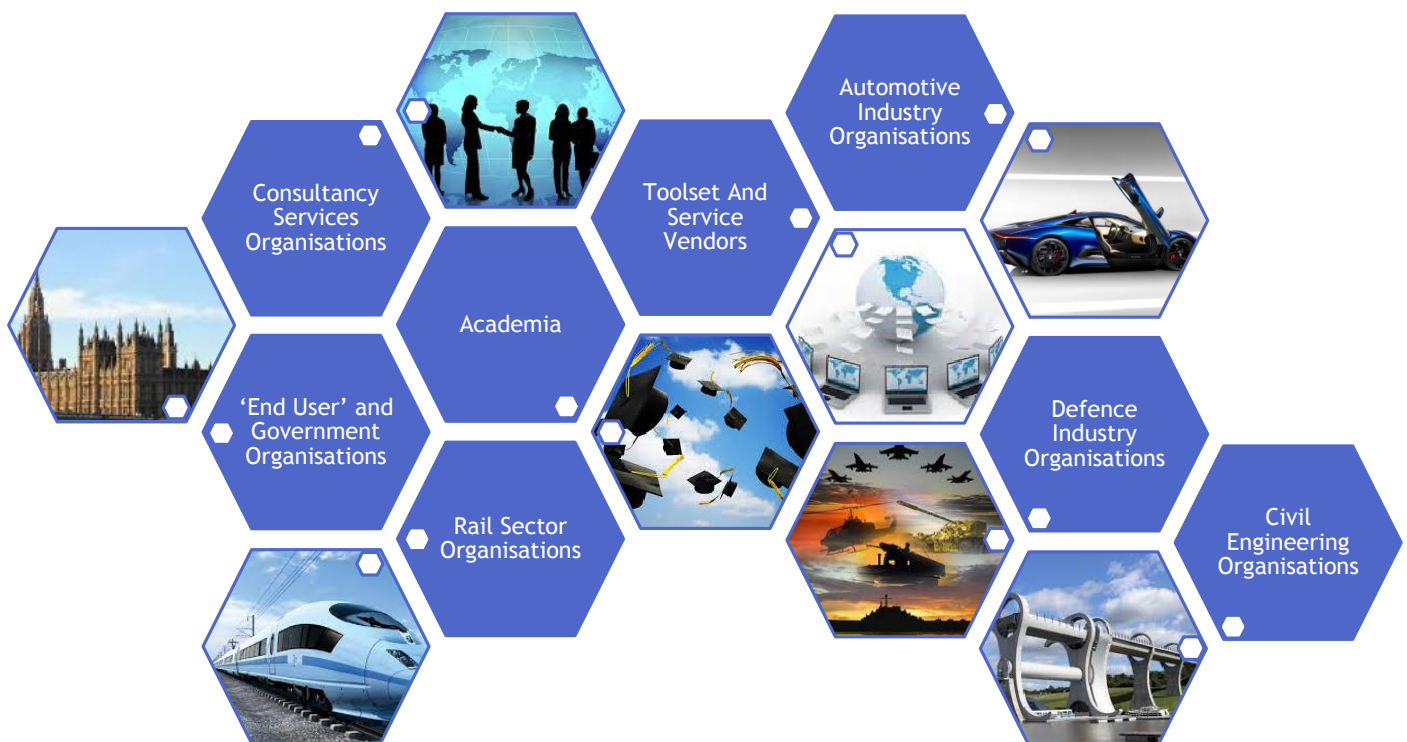 Automotive
Industry
Organisations
Consultancy
Services
Organisations
Toolset And
Service
Vendors
Academia
‘End User’ and
Government
Organisations
Defence
Industry
Organisations
Rail Sector
Organisations
Civil
Engineering
Organisations